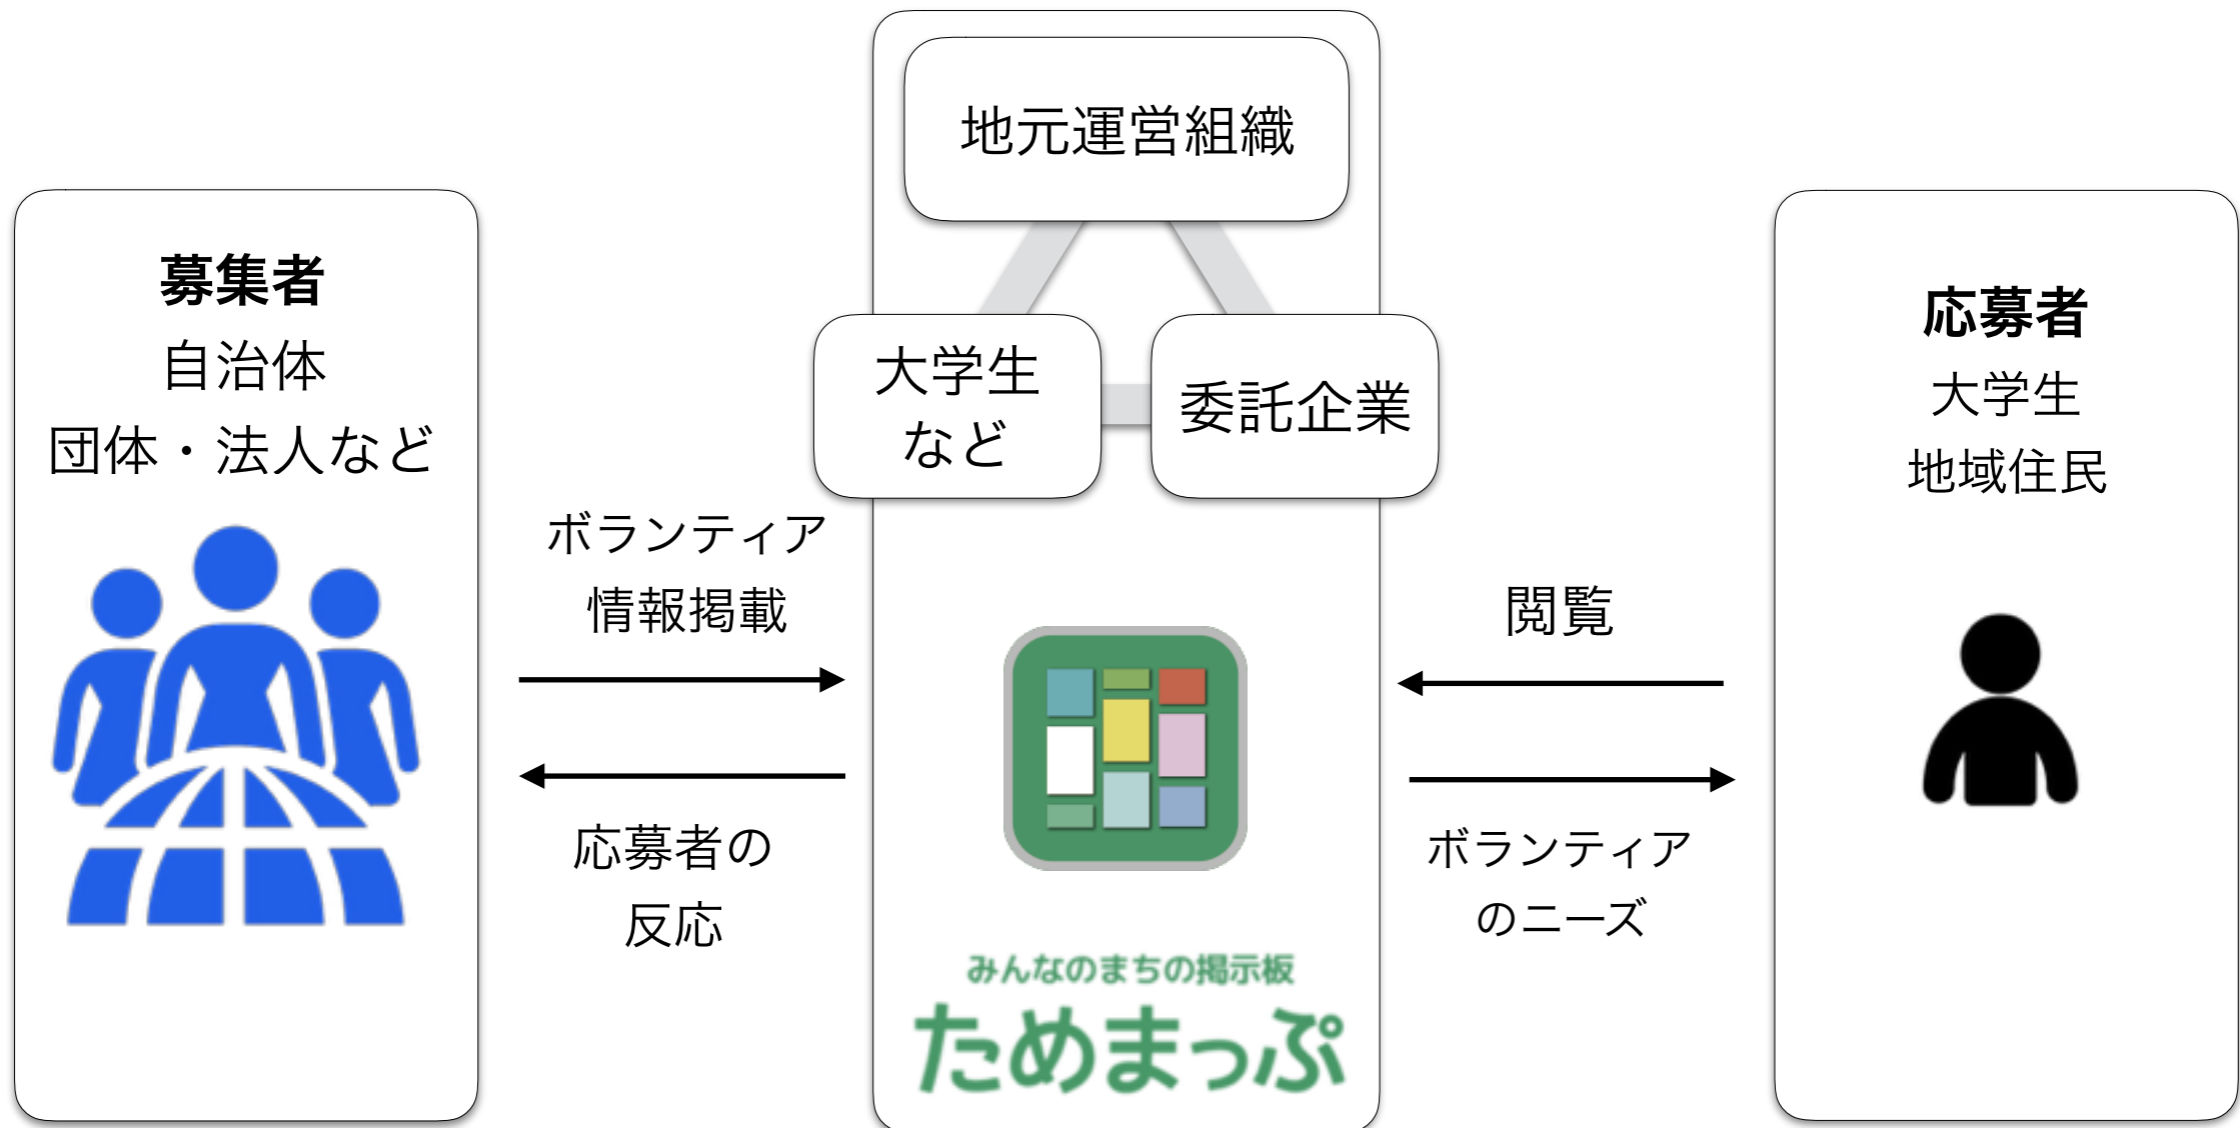 募集者
自治体
団体・法人など
ボランティア
情報掲載
応募者の
反応
地元運営組織
大学生
など
委託企業
みんなのまちの掲示板
ためまっぷ
閲覧
ボランティア
のニーズ
応募者
大学生
地域住民